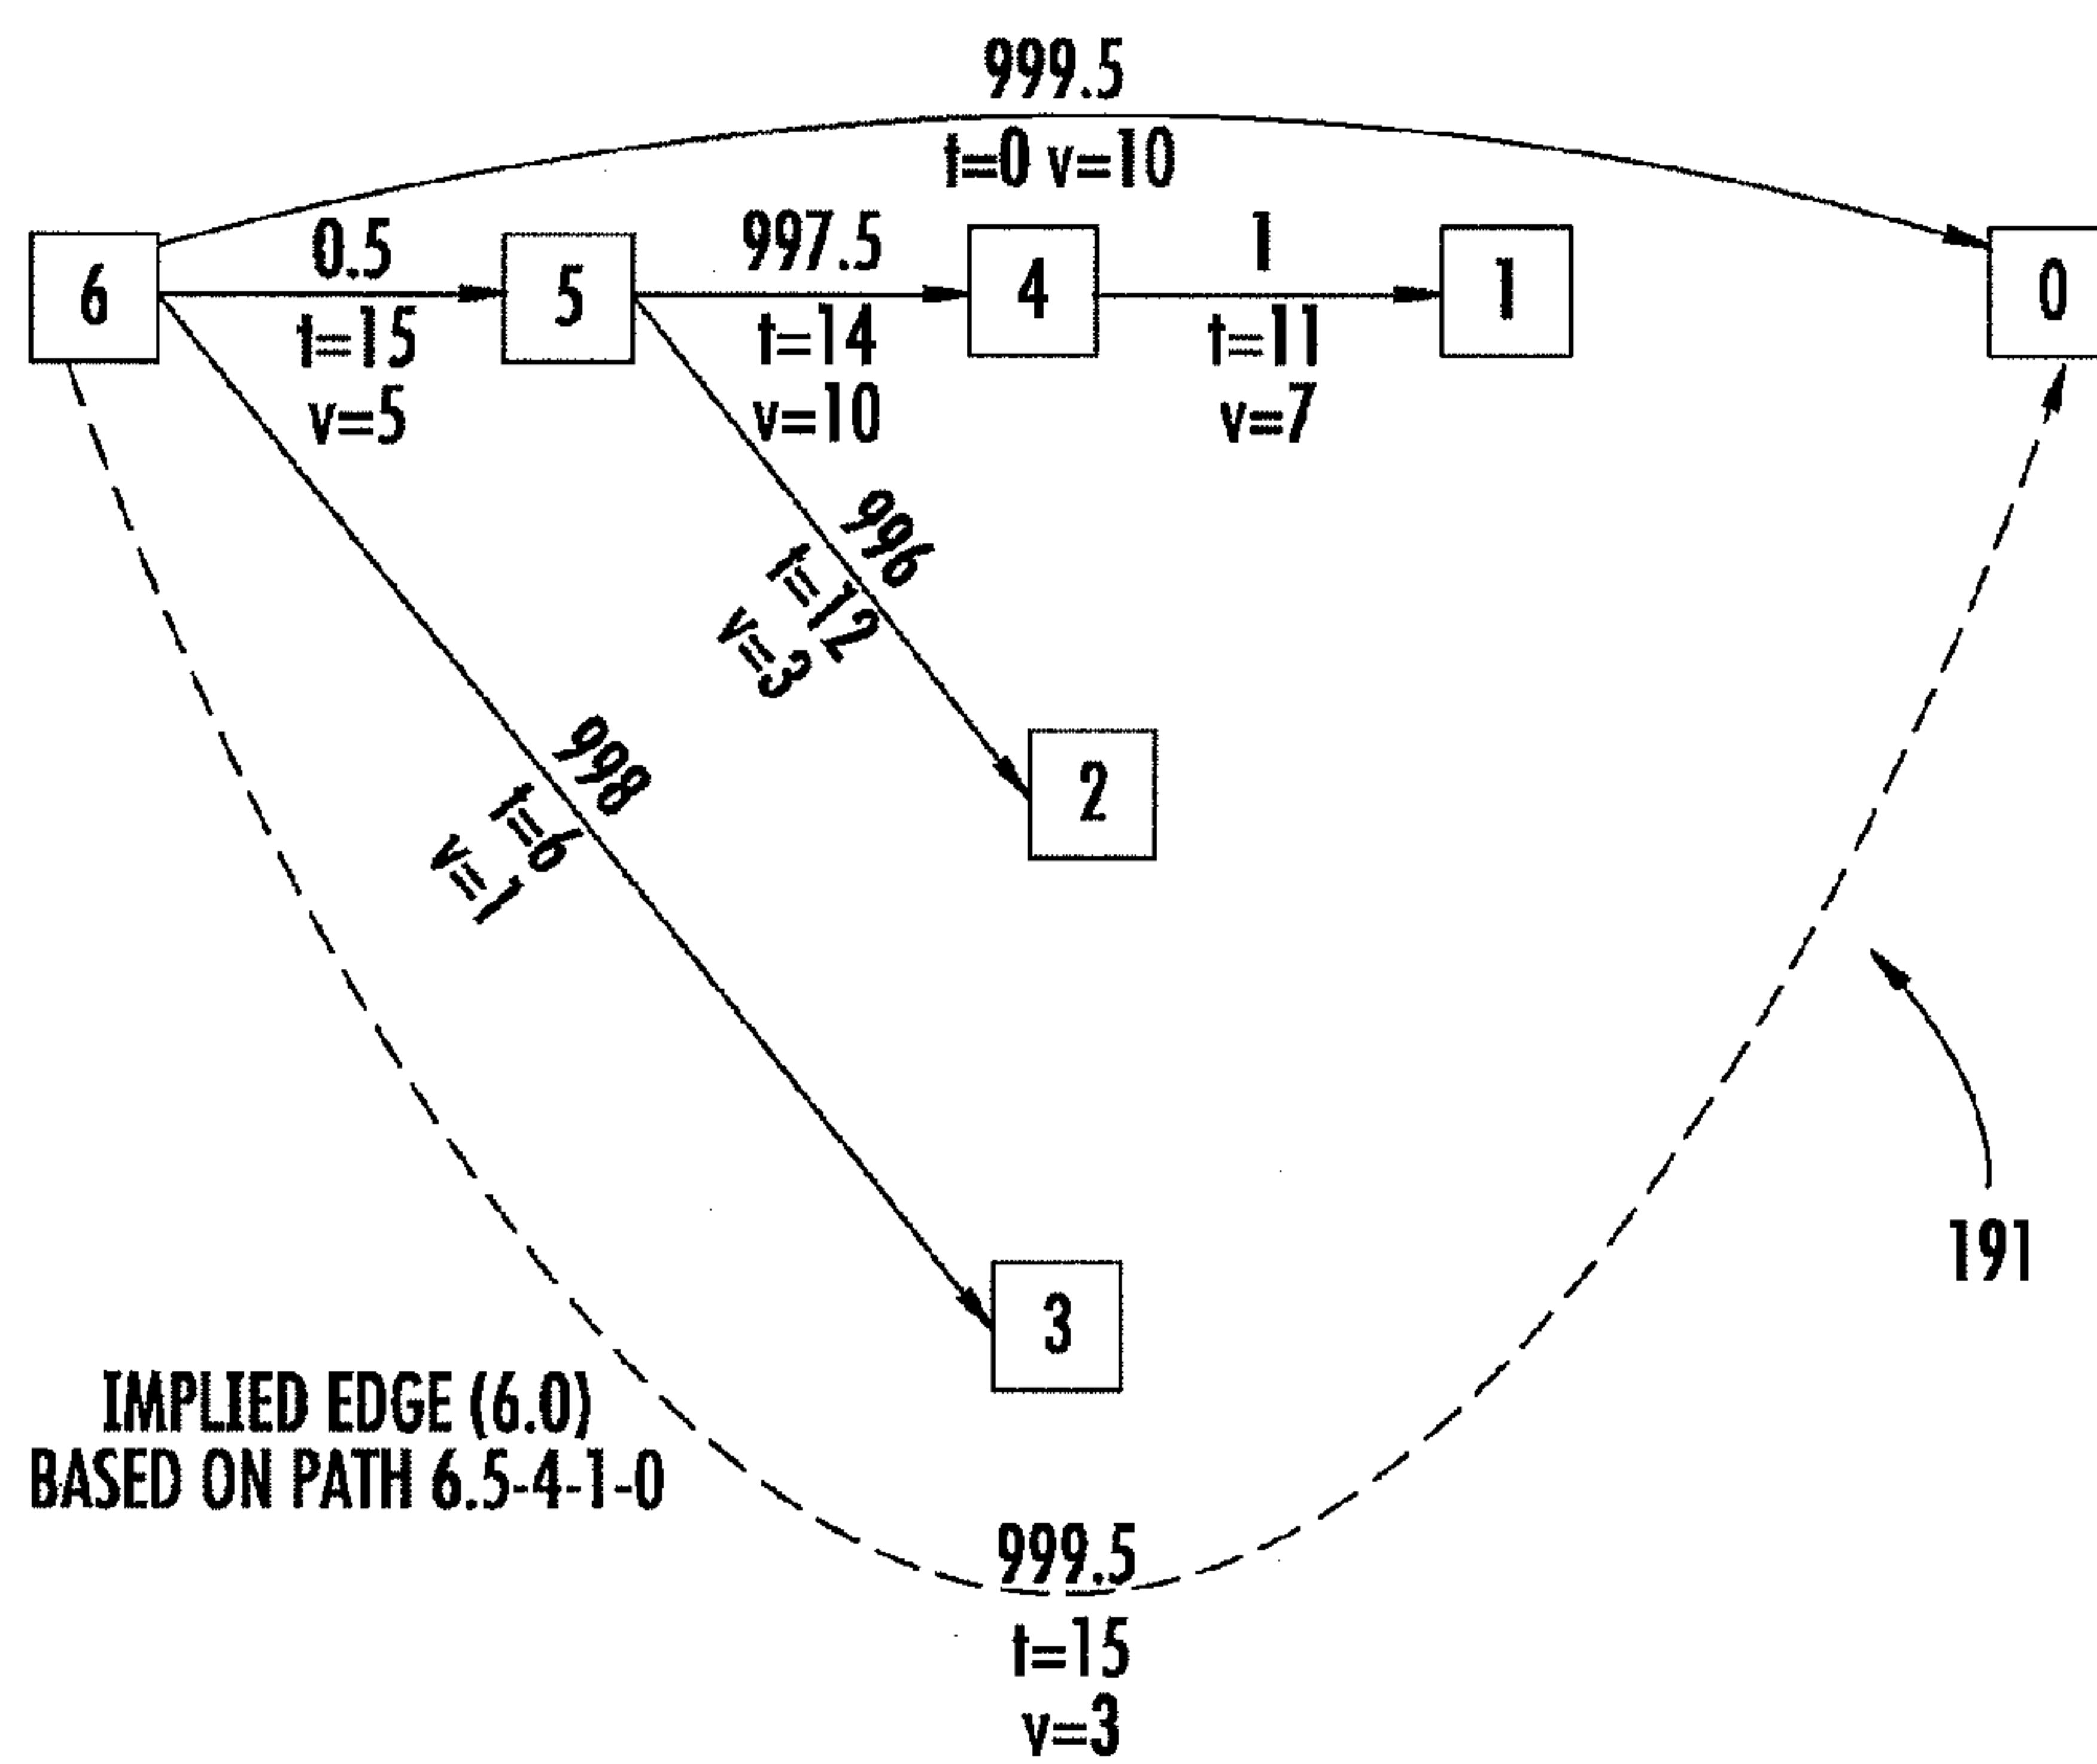 999.5
t=0 v=10
6
0.5
t=15
v=5
5
997.5
t=14
v=10
4
1
t=11
v=7
1
0
996
t=12
v=3
2
998
t=6
v=1
3
191
IMPLIED EDGE (6.0)
BASED ON PATH 6.5-4-1-0
999.5
t=15
v=3